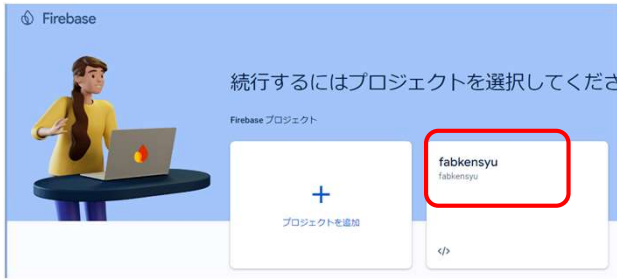 Firebase
続行するにはプロジェクトを選択してくださ
Firebase プロジェクト
+
プロジェクトを追加
fabkensyu
fabkensyu
</>